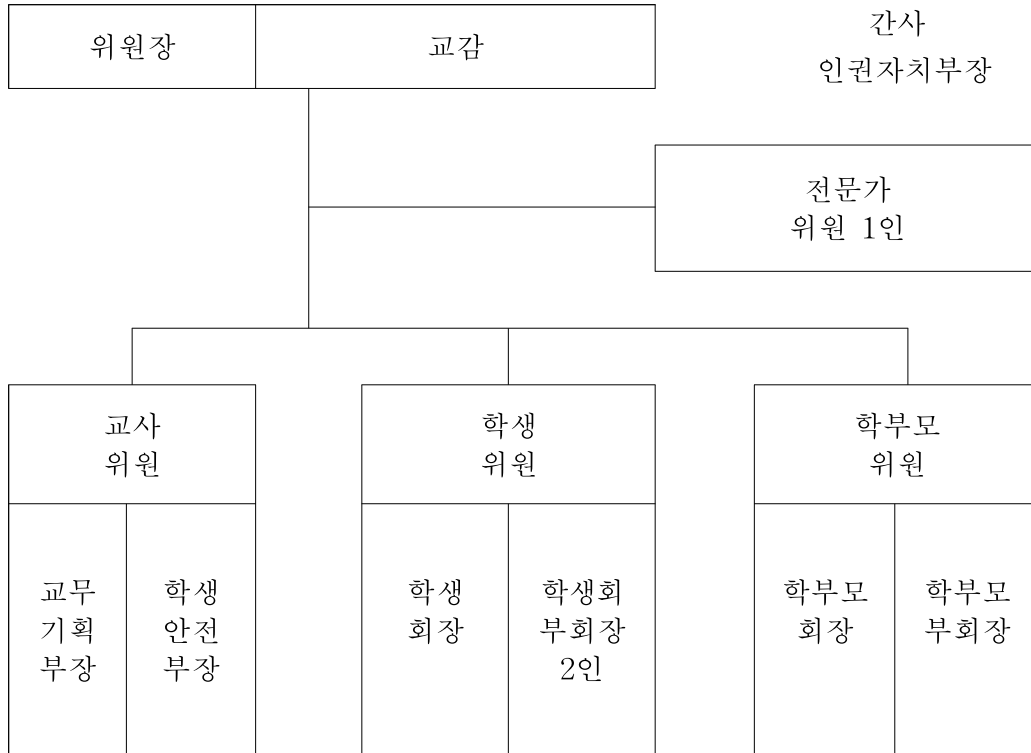 위원장
교감
간사
인권자치부장
전문가
위원 1인
교사
위원
학생
위원
학부모
위원
교무
기획
부장
학생
안전
부장
학생
회장
학생회
부회장
2인
학부모
회장
학부모
부회장